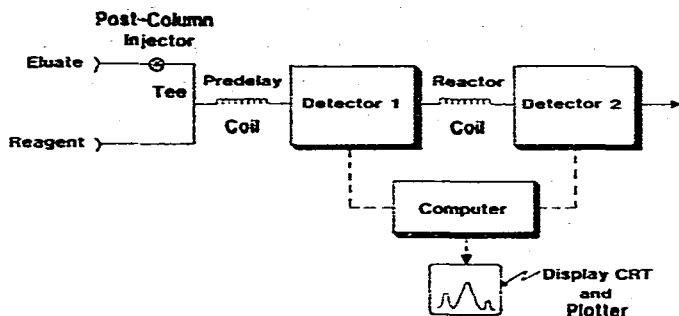 Post-Column
Injector
Eluate
Tee
Predelay
Coil
Detector 1
Reactor
Coil
Detector 2
Reagent
Computer
Display CRT
and
Plotter